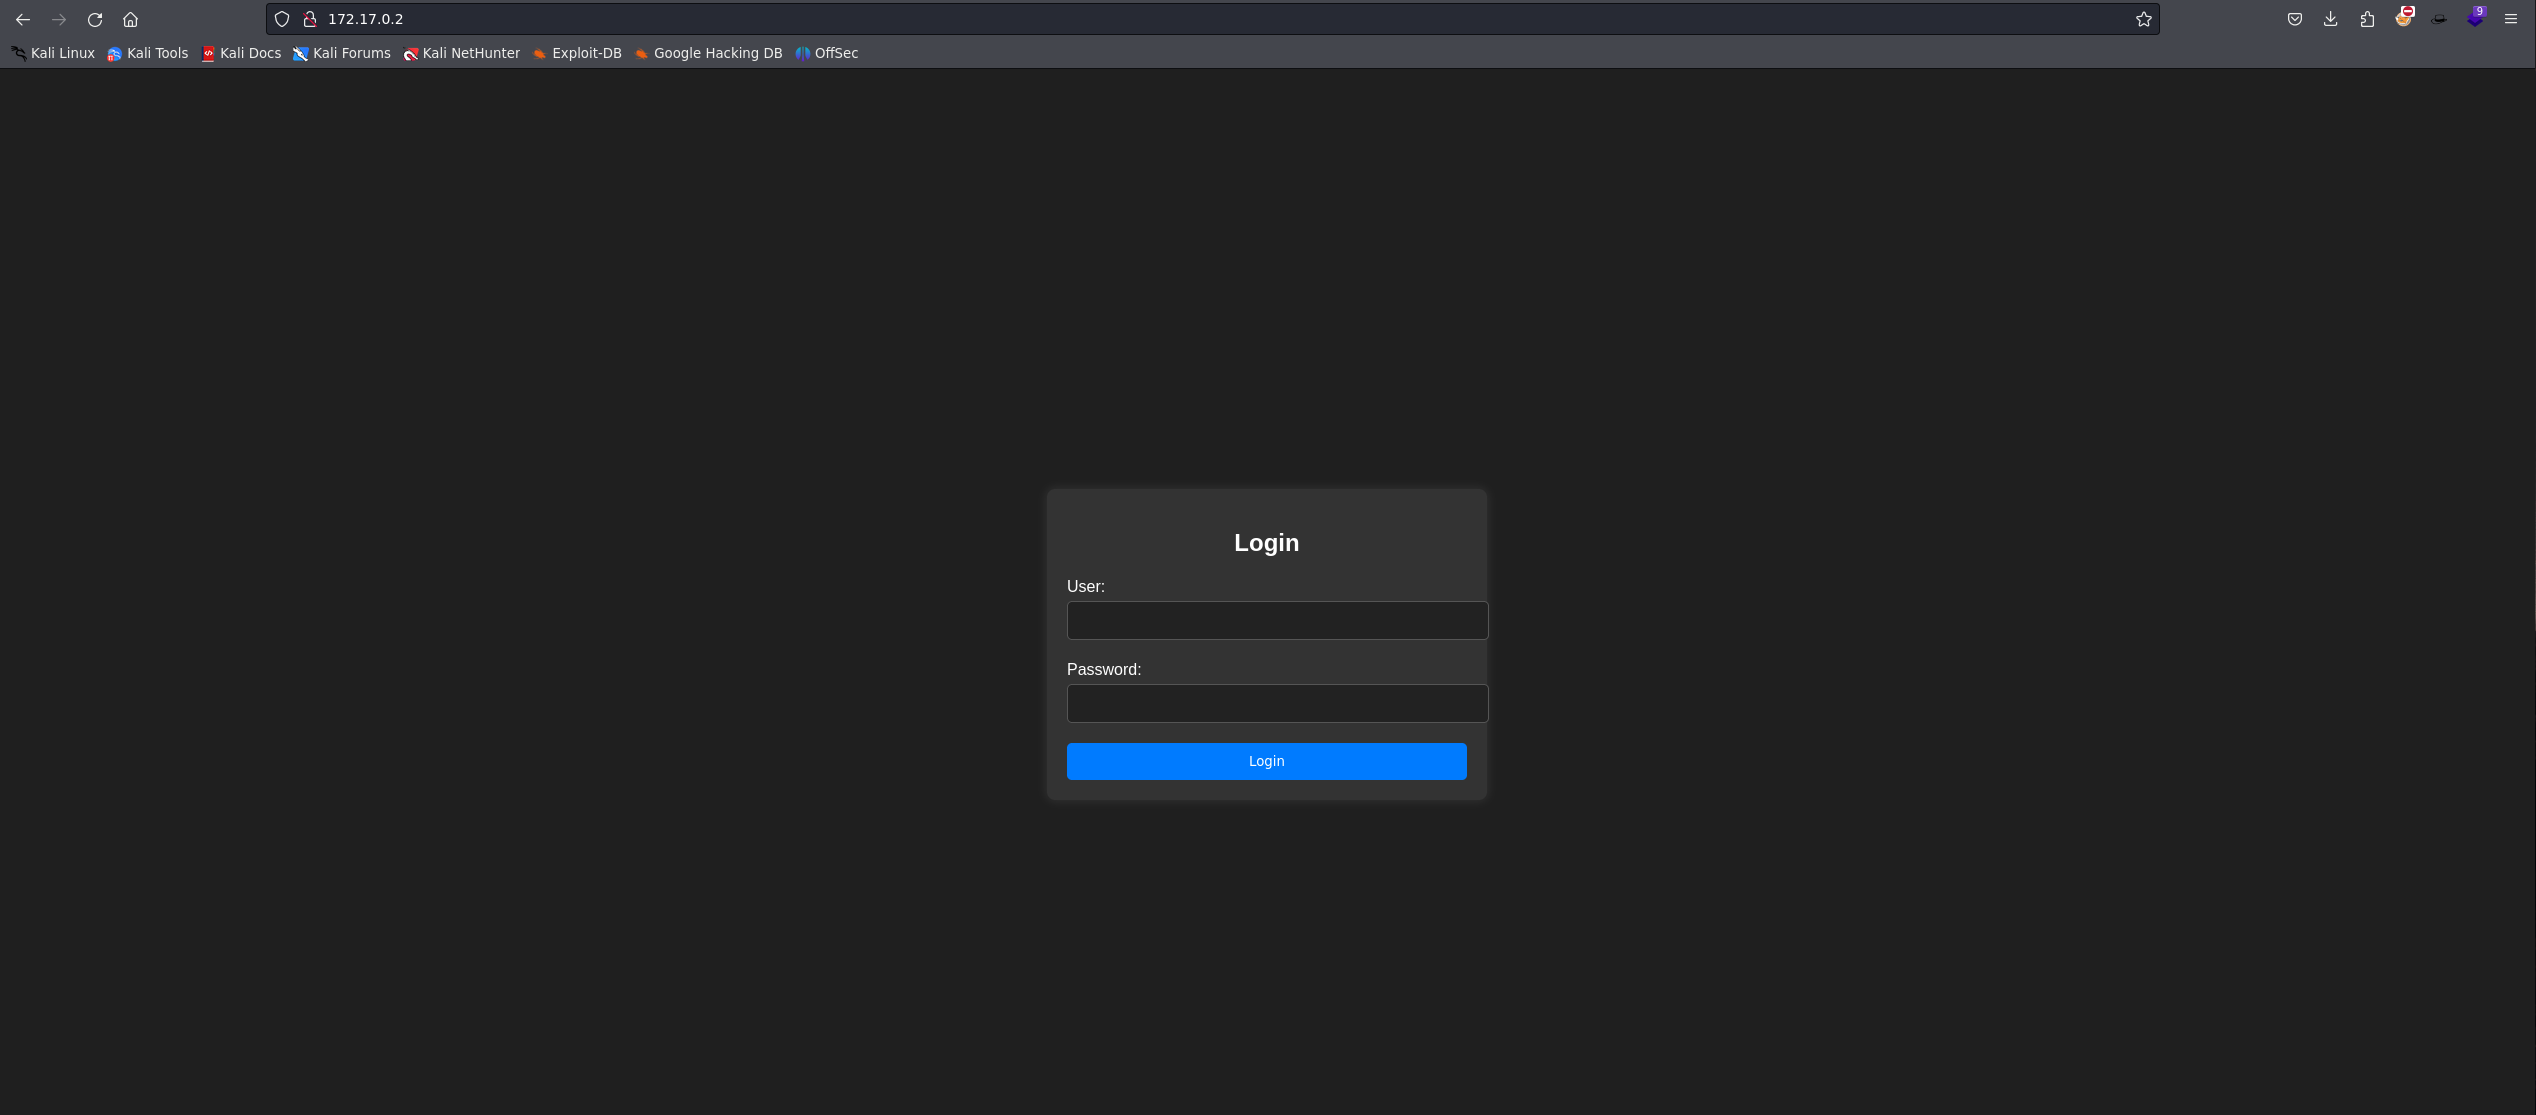 172.17.0.2
9
Kali Linux Kali Tools Kali Docs Kali Forums Kali NetHunter Exploit-DB Google Hacking DB OffSec
Login
User:
Password:
Login